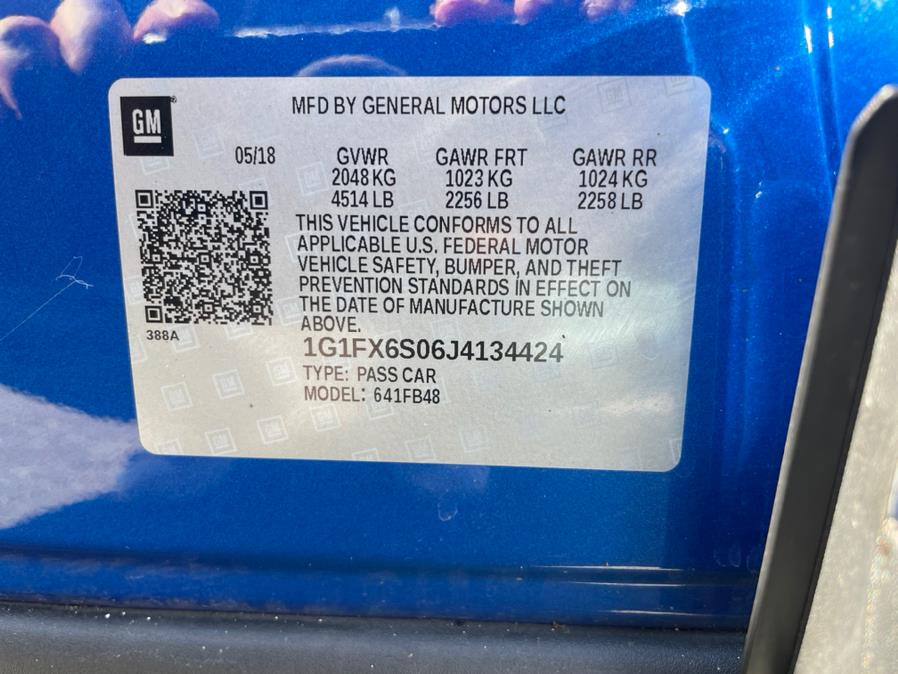 GM
MFD BY GENERAL MOTORS LLC
05/18 GVWR GAWR FRT GAWR RR
2048 KG 1023 KG 1024 KG
4514 LB 2256 LB 2258 LB
THIS VEHICLE CONFORMS TO ALL
APPLICABLE U.S. FEDERAL MOTOR
VEHICLE SAFETY, BUMPER, AND THEFT
PREVENTION STANDARDS IN EFFECT ON
THE DATE OF MANUFACTURE SHOWN
ABOVE.
388A
1G1FX6S06J4134424
TYPE: PASS CAR
MODEL: 641FB48